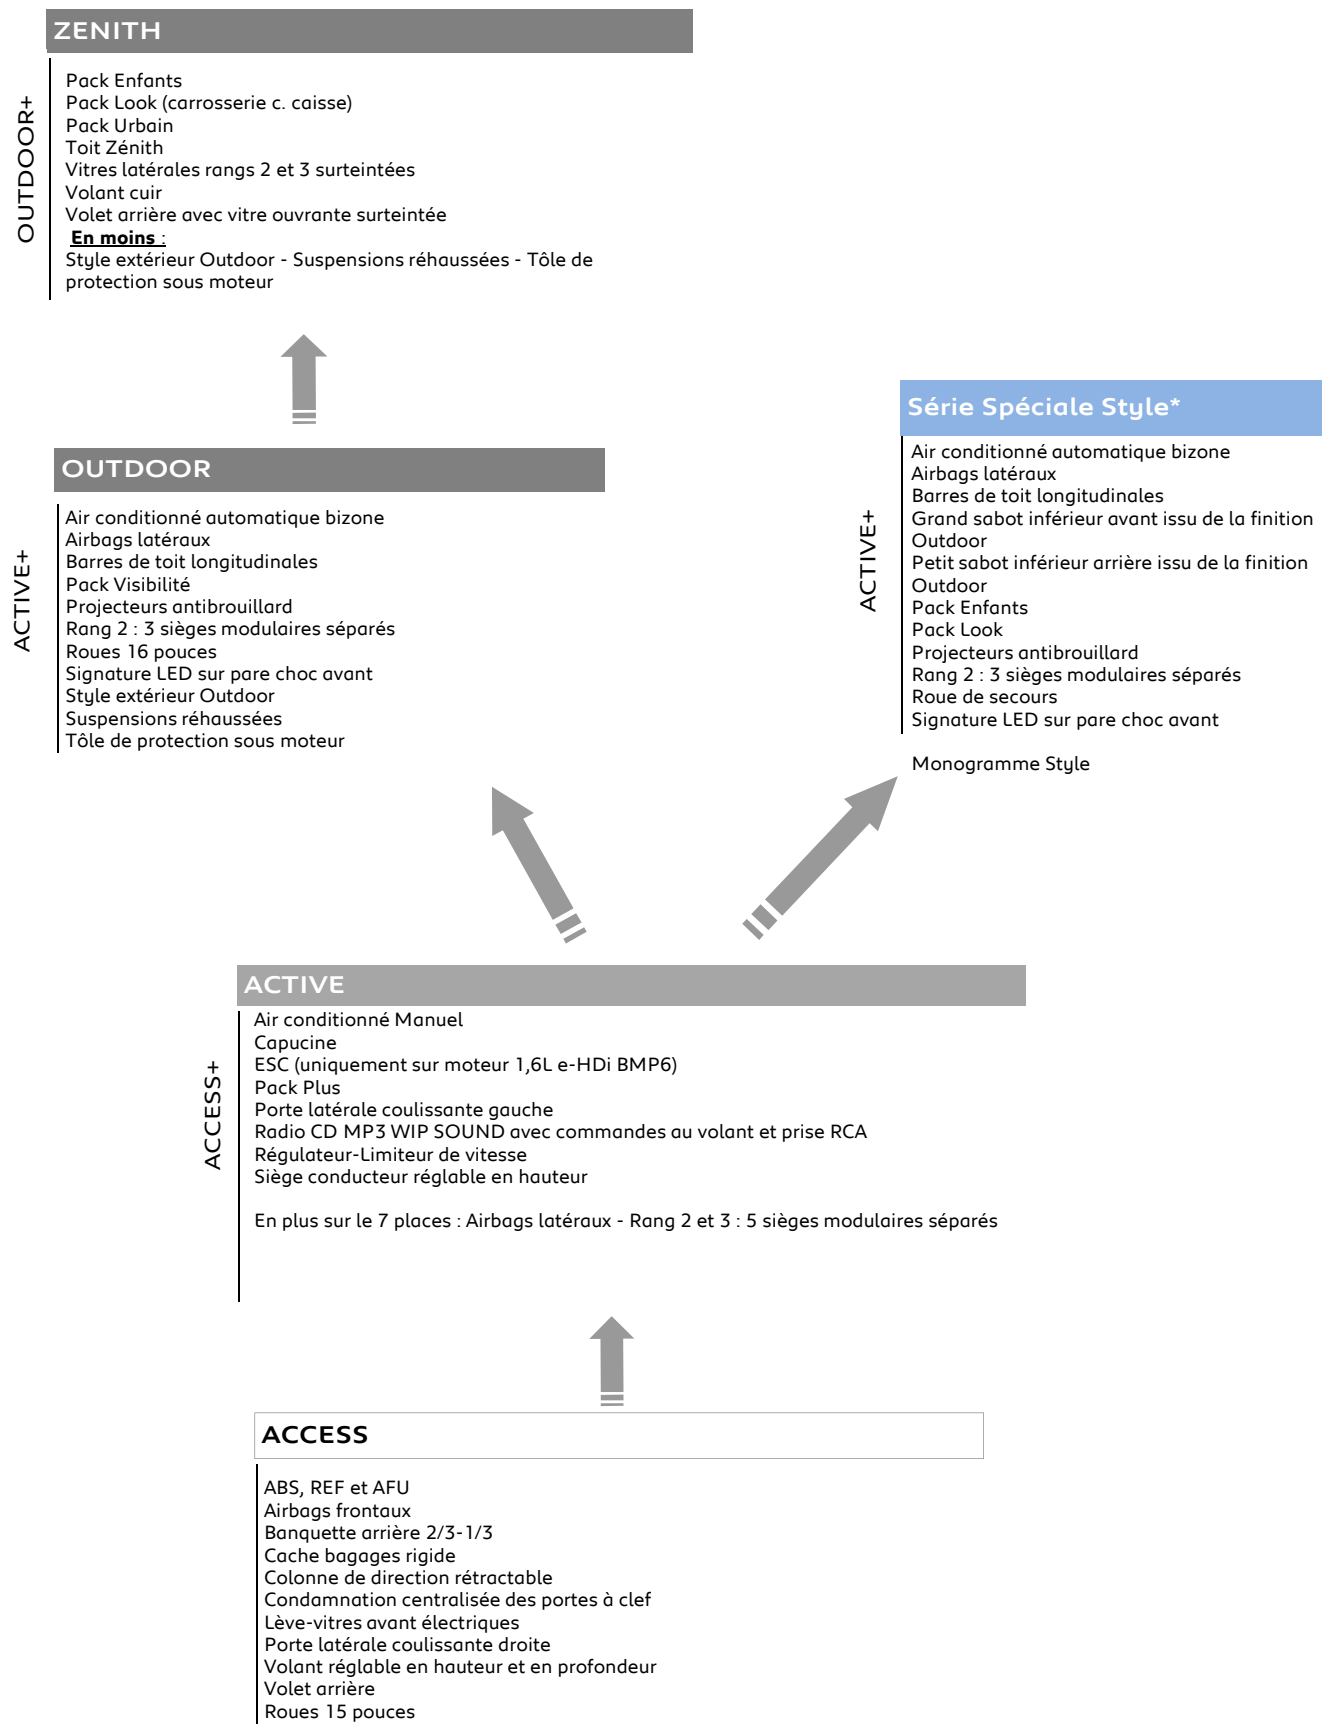 ZENITH
OUTDOOR+
Pack Enfants
Pack Look (carrosserie c. caisse)
Pack Urbain
Toit Zénith
Vitres latérales rangs 2 et 3 surteintées
Volant cuir
Volet arrière avec vitre ouvrante surteintée
En moins :
Style extérieur Outdoor - Suspensions réhaussées - Tôle de
protection sous moteur
OUTDOOR
ACTIVE+
Air conditionné automatique bizone
Airbags latéraux
Barres de toit longitudinales
Pack Visibilité
Projecteurs antibrouillard
Rang 2 : 3 sièges modulaires séparés
Roues 16 pouces
Signature LED sur pare choc avant
Style extérieur Outdoor
Suspensions réhaussées
Tôle de protection sous moteur
Série Spéciale Style*
ACTIVE+
Air conditionné automatique bizone
Airbags latéraux
Barres de toit longitudinales
Grand sabot inférieur avant issu de la finition
Outdoor
Petit sabot inférieur arrière issu de la finition
Outdoor
Pack Enfants
Pack Look
Projecteurs antibrouillard
Rang 2 : 3 sièges modulaires séparés
Roue de secours
Signature LED sur pare choc avant
Monogramme Style
ACTIVE
ACCESS+
Air conditionné Manuel
Capucine
ESC (uniquement sur moteur 1,6L e-HDi BMP6)
Pack Plus
Porte latérale coulissante gauche
Radio CD MP3 WIP SOUND avec commandes au volant et prise RCA
Régulateur-Limiteur de vitesse
Siège conducteur réglable en hauteur
En plus sur le 7 places : Airbags latéraux - Rang 2 et 3 : 5 sièges modulaires séparés
ACCESS
ABS, REF et AFU
Airbags frontaux
Banquette arrière 2/3-1/3
Cache bagages rigide
Colonne de direction rétractable
Condamnation centralisée des portes à clef
Lève-vitres avant électriques
Porte latérale coulissante droite
Volant réglable en hauteur et en profondeur
Volet arrière
Roues 15 pouces